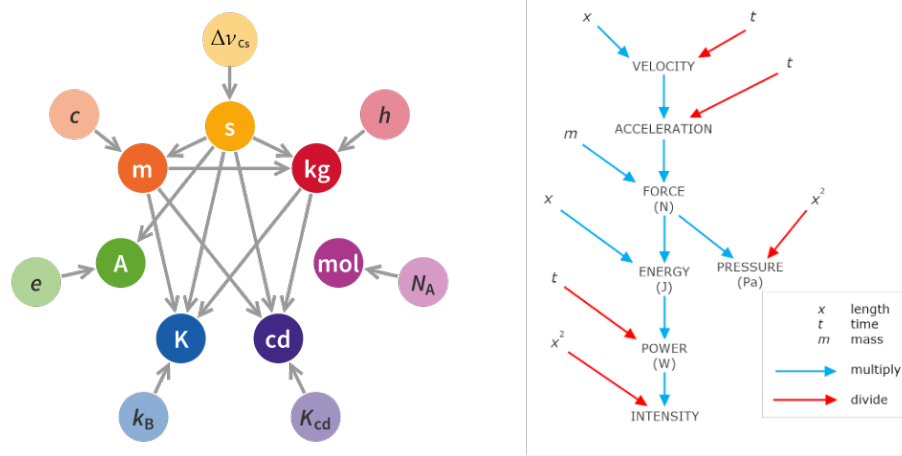 Δν_Cs
c
s
h
m
kg
e
A
mol
N_A
K
cd
k_B
K_cd
x
t
VELOCITY
t
ACCELERATION
m
FORCE
(N)
x
x²
ENERGY
(J)
PRESSURE
(Pa)
t
x²
POWER
(W)
INTENSITY
x length
t time
m mass
multiply
divide